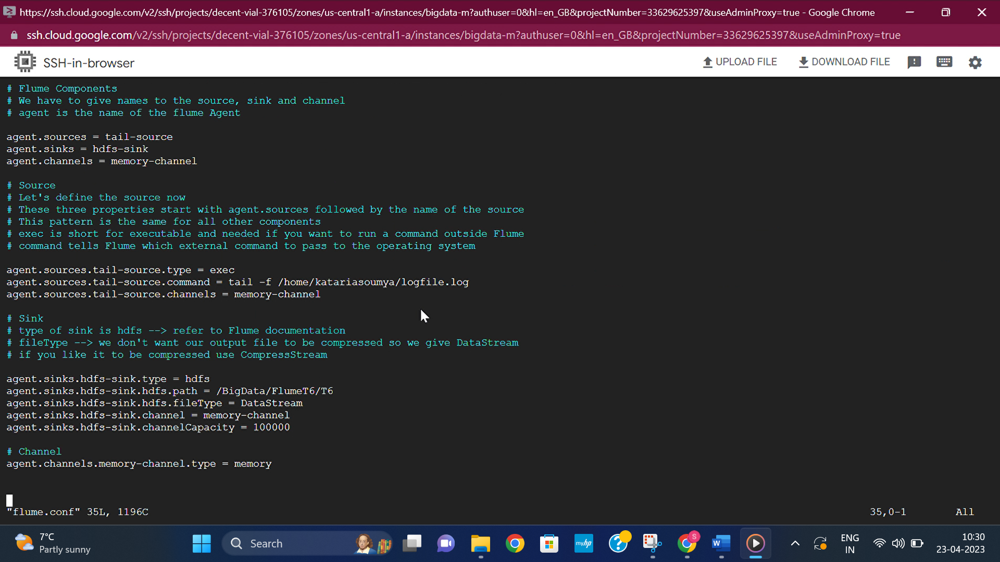 https://ssh.cloud.google.com/v2/ssh/projects/decent-vial-376105/zones/us-central1-a/instances/bigdata-m?authuser=0&hl=en_GB&projectNumber=33629625397&useAdminProxy=true - Google Chrome
ssh.cloud.google.com/v2/ssh/projects/decent-vial-376105/zones/us-central1-a/instances/bigdata-m?authuser=0&hl=en_GB&projectNumber=33629625397&useAdminProxy=true
SSH-in-browser
UPLOAD FILE
DOWNLOAD FILE
# Flume Components
# We have to give names to the source, sink and channel
# agent is the name of the flume Agent
agent.sources = tail-source
agent.sinks = hdfs-sink
agent.channels = memory-channel
# Source
# Let's define the source now
# These three properties start with agent.sources followed by the name of the source
# This pattern is the same for all other components
# exec is short for executable and needed if you want to run a command outside Flume
# command tells Flume which external command to pass to the operating system
agent.sources.tail-source.type = exec
agent.sources.tail-source.command = tail -f /home/katariasoumya/logfile.log
agent.sources.tail-source.channels = memory-channel
# Sink
# type of sink is hdfs --> refer to Flume documentation
# fileType --> we don't want our output file to be compressed so we give DataStream
# if you like it to be compressed use CompressStream
agent.sinks.hdfs-sink.type = hdfs
agent.sinks.hdfs-sink.hdfs.path = /BigData/FlumeT6/T6
agent.sinks.hdfs-sink.hdfs.fileType = DataStream
agent.sinks.hdfs-sink.channel = memory-channel
agent.sinks.hdfs-sink.channelCapacity = 100000
# Channel
agent.channels.memory-channel.type = memory
"flume.conf" 35L, 1196C
35,0-1
All
7°C
Partly sunny
Search
myhp
S
W
ENG
IN
10:30
23-04-2023